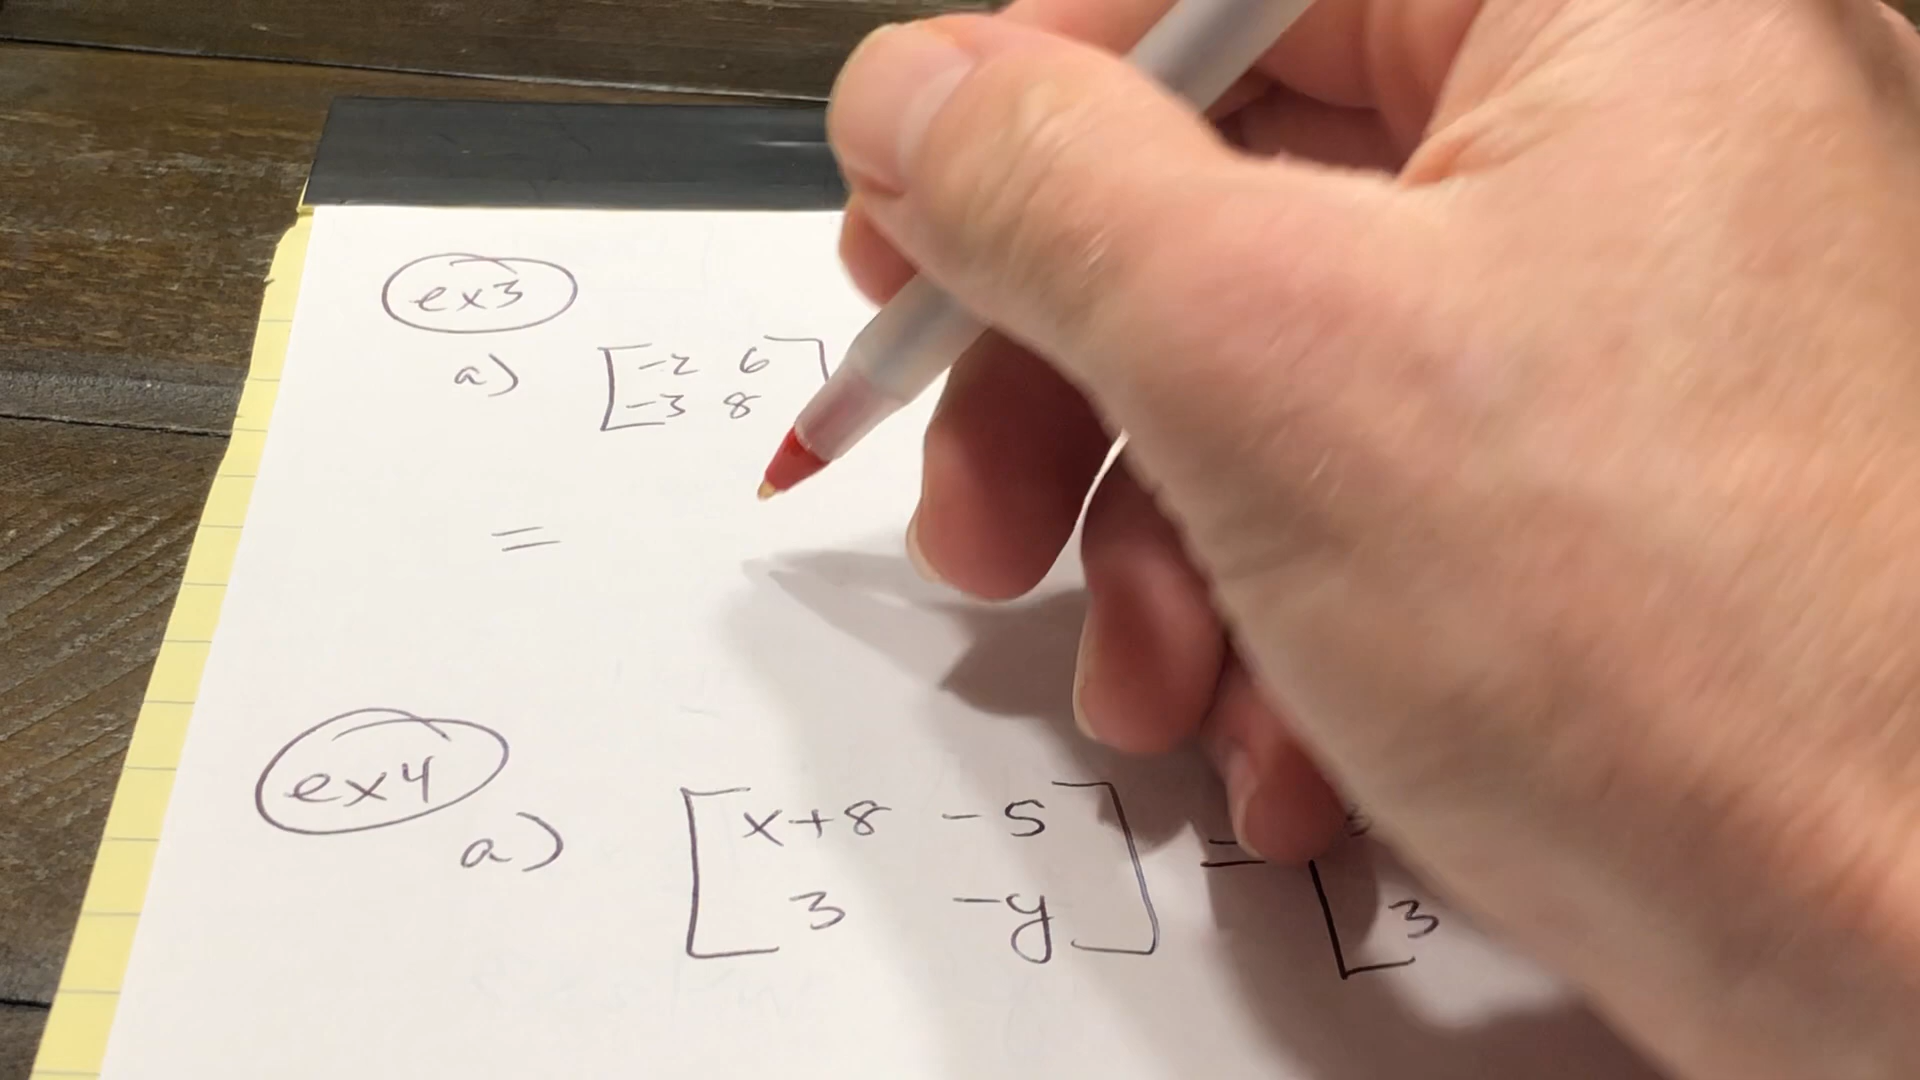 ex3
a) [-2 6]
[-3 8
=
ex4
a) [x+8 -5] =
[3 -y] [3